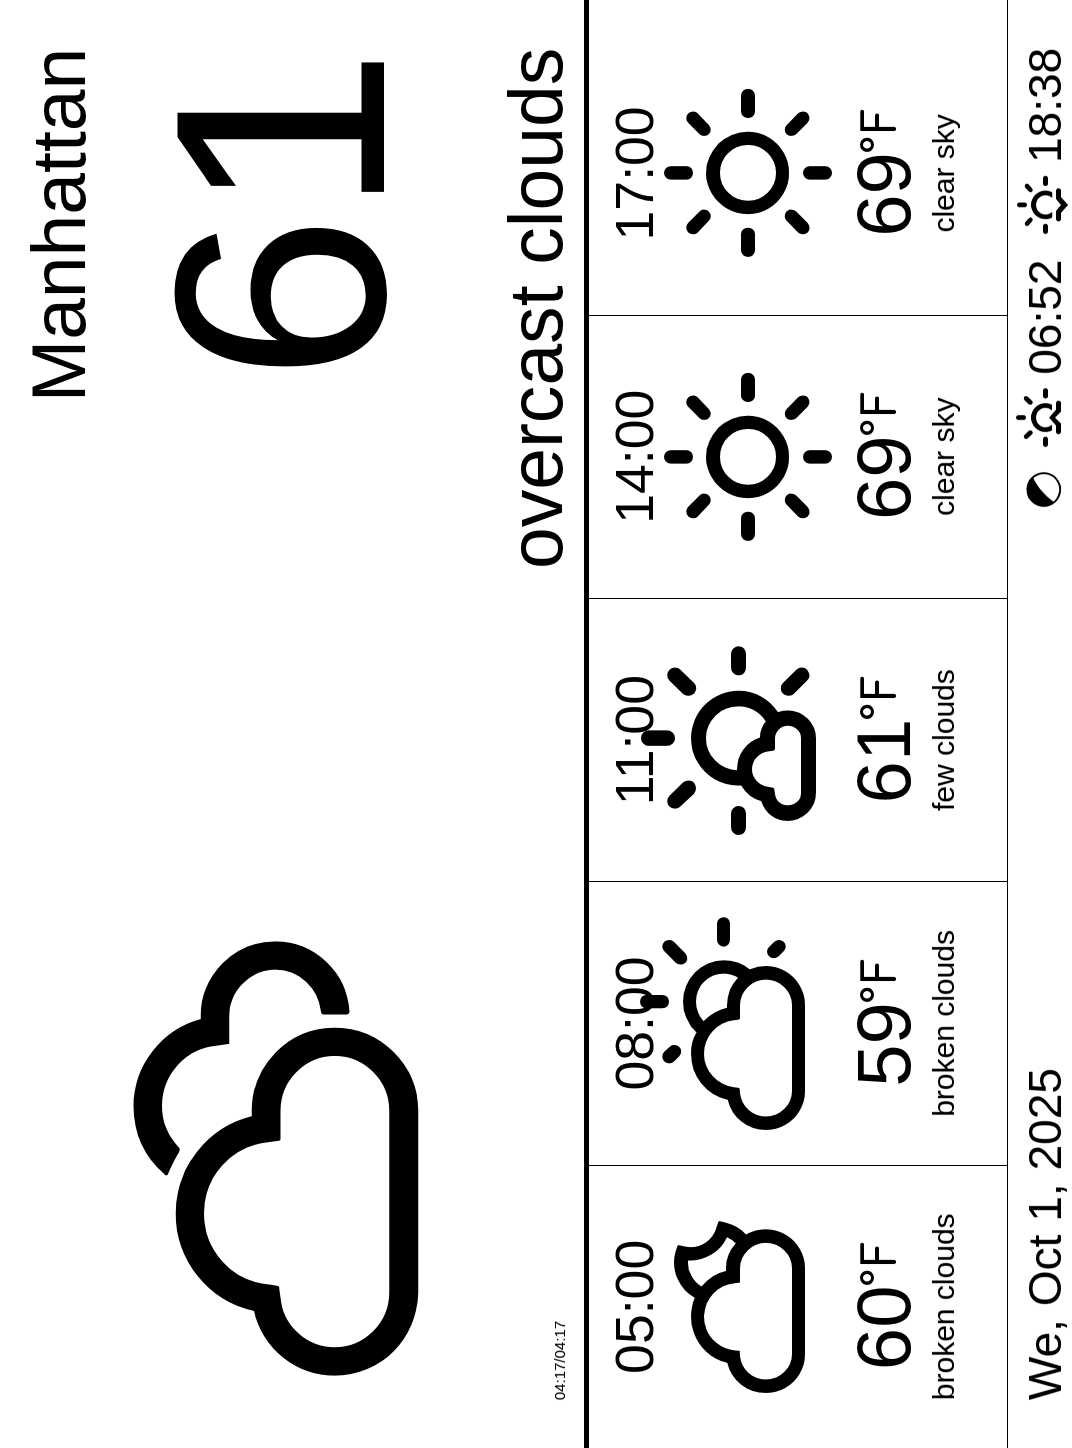 Manhattan
61
overcast clouds
04:17/04:17
05:00 08:00 11:00 14:00 17:00
60°F 59°F 61°F 69°F 69°F
broken clouds broken clouds few clouds clear sky clear sky
We, Oct 1, 2025 06:52 18:38